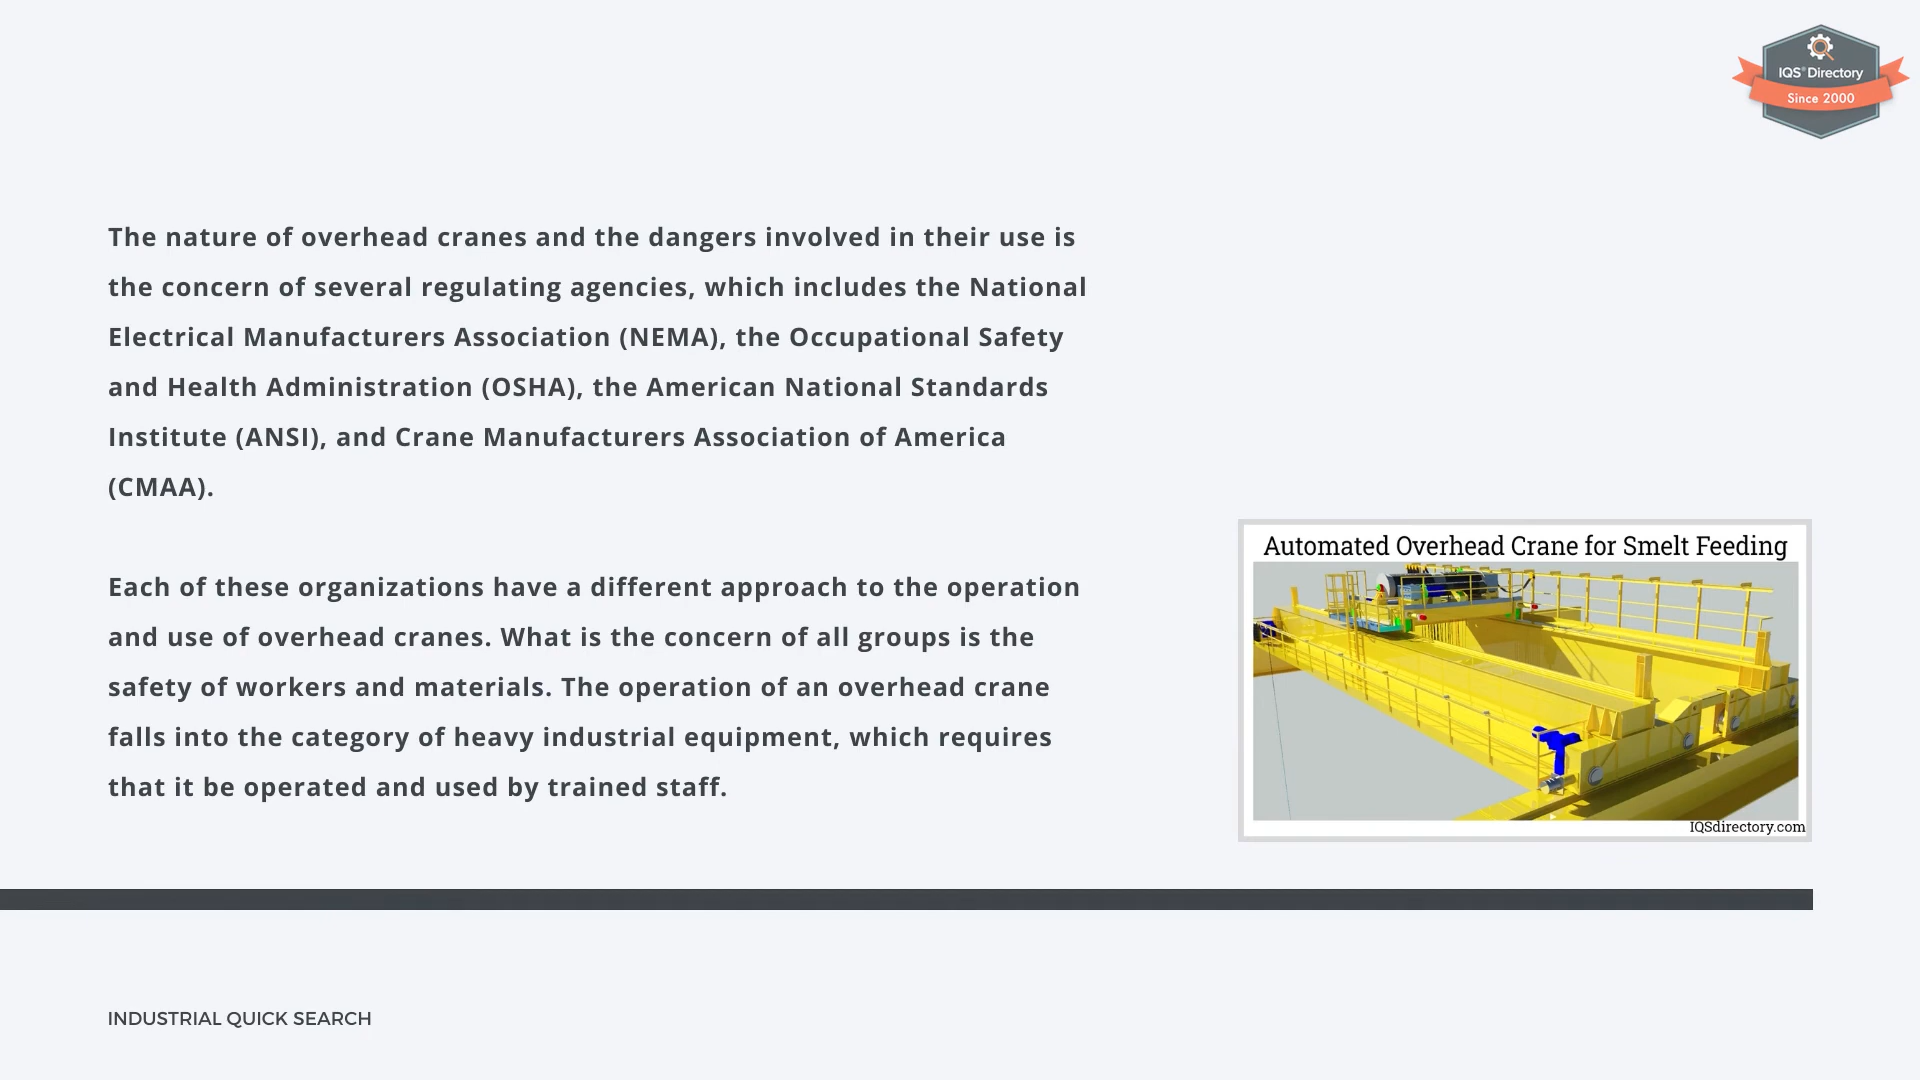 IQS® Directory
Since 2000
The nature of overhead cranes and the dangers involved in their use is
the concern of several regulating agencies, which includes the National
Electrical Manufacturers Association (NEMA), the Occupational Safety
and Health Administration (OSHA), the American National Standards
Institute (ANSI), and Crane Manufacturers Association of America
(CMAA).
Each of these organizations have a different approach to the operation
and use of overhead cranes. What is the concern of all groups is the
safety of workers and materials. The operation of an overhead crane
falls into the category of heavy industrial equipment, which requires
that it be operated and used by trained staff.
Automated Overhead Crane for Smelt Feeding
IQSdirectory.com
INDUSTRIAL QUICK SEARCH